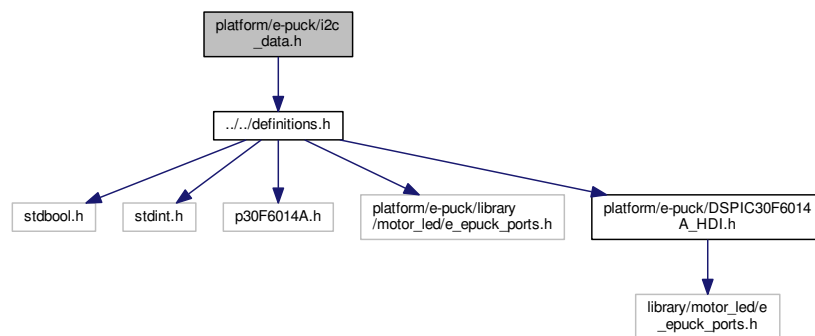 platform/e-puck/i2c
_data.h
../../definitions.h
stdbool.h
stdint.h
p30F6014A.h
platform/e-puck/library
/motor_led/e_epuck_ports.h
platform/e-puck/DSPIC30F6014
A_HDI.h
library/motor_led/e
_epuck_ports.h